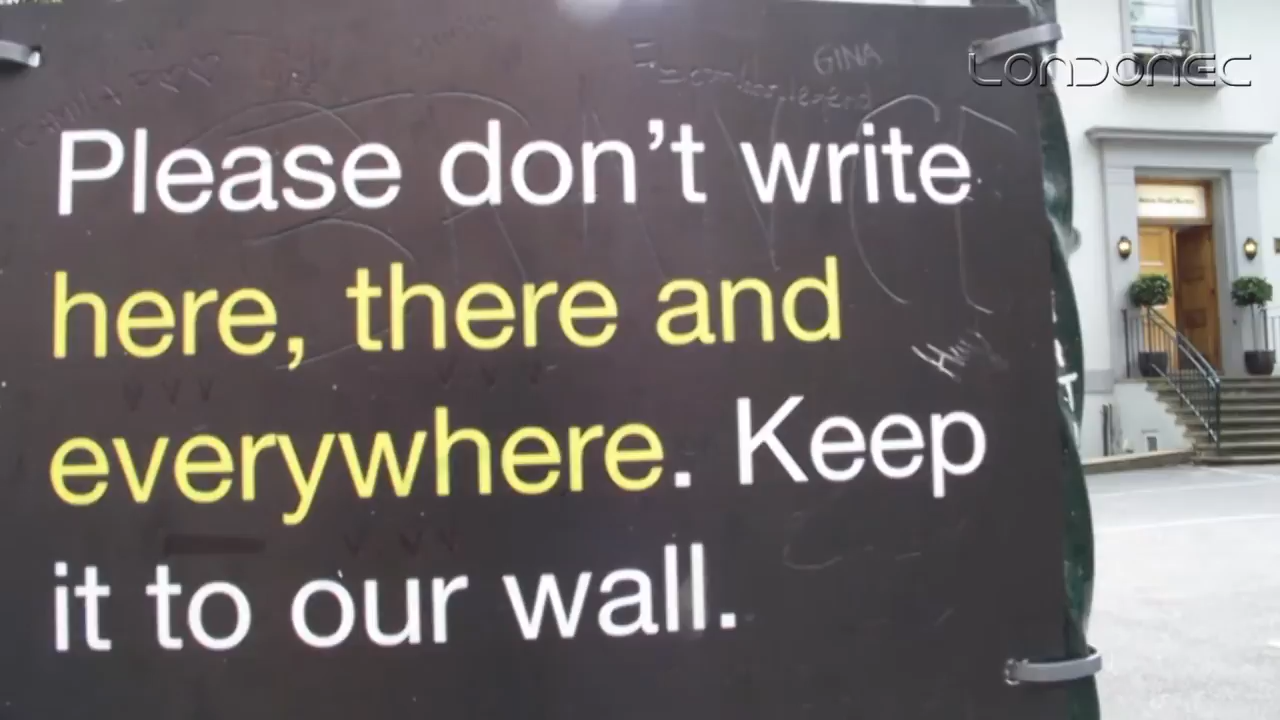 GINA
LONDONEC
Please don't write
here, there and
everywhere. Keep
it to our wall.